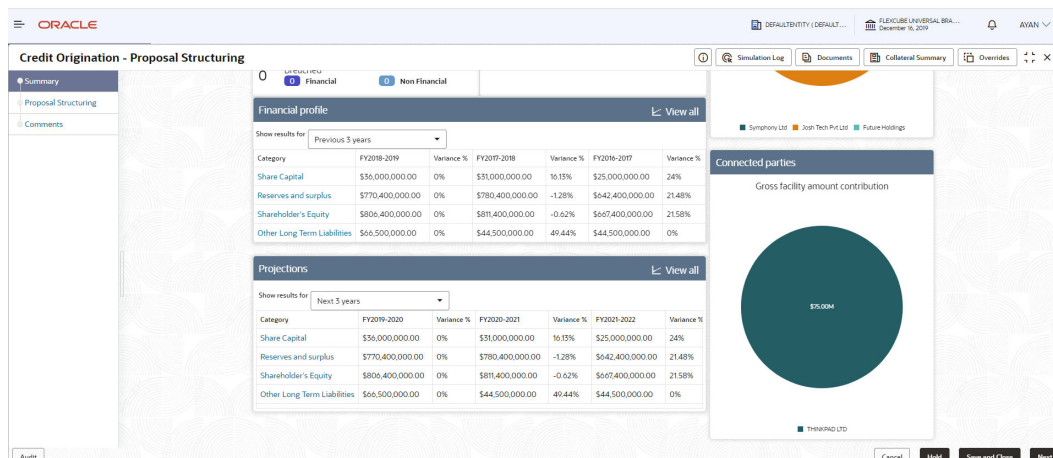 ORACLE
DEFAULTENTITY ( DEFAULT...
FLEXCUBE UNIVERSAL BRA...
December 16, 2019
AYAN
Credit Origination - Proposal Structuring
Simulation Log
Documents
Collateral Summary
Overrides
Summary
Proposal Structuring
Comments
0 Breached
0 Financial 0 Non Financial
Symphony Ltd Josh Tech Pvt Ltd Future Holdings
Financial profile View all
Show results for Previous 3 years
Category FY2018-2019 Variance % FY2017-2018 Variance % FY2016-2017 Variance %
Share Capital $36,000,000.00 0% $31,000,000.00 16.13% $25,000,000.00 24%
Reserves and surplus $770,400,000.00 0% $780,400,000.00 -1.28% $642,400,000.00 21.48%
Shareholder's Equity $806,400,000.00 0% $811,400,000.00 -0.62% $667,400,000.00 21.58%
Other Long Term Liabilities $66,500,000.00 0% $44,500,000.00 49.44% $44,500,000.00 0%
Connected parties
Gross facility amount contribution
$75.00M
THINKPAD LTD
Projections View all
Show results for Next 3 years
Category FY2019-2020 Variance % FY2020-2021 Variance % FY2021-2022 Variance %
Share Capital $36,000,000.00 0% $31,000,000.00 16.13% $25,000,000.00 24%
Reserves and surplus $770,400,000.00 0% $780,400,000.00 -1.28% $642,400,000.00 21.48%
Shareholder's Equity $806,400,000.00 0% $811,400,000.00 -0.62% $667,400,000.00 21.58%
Other Long Term Liabilities $66,500,000.00 0% $44,500,000.00 49.44% $44,500,000.00 0%
Audit
Cancel
Hold
Save and Close
Next